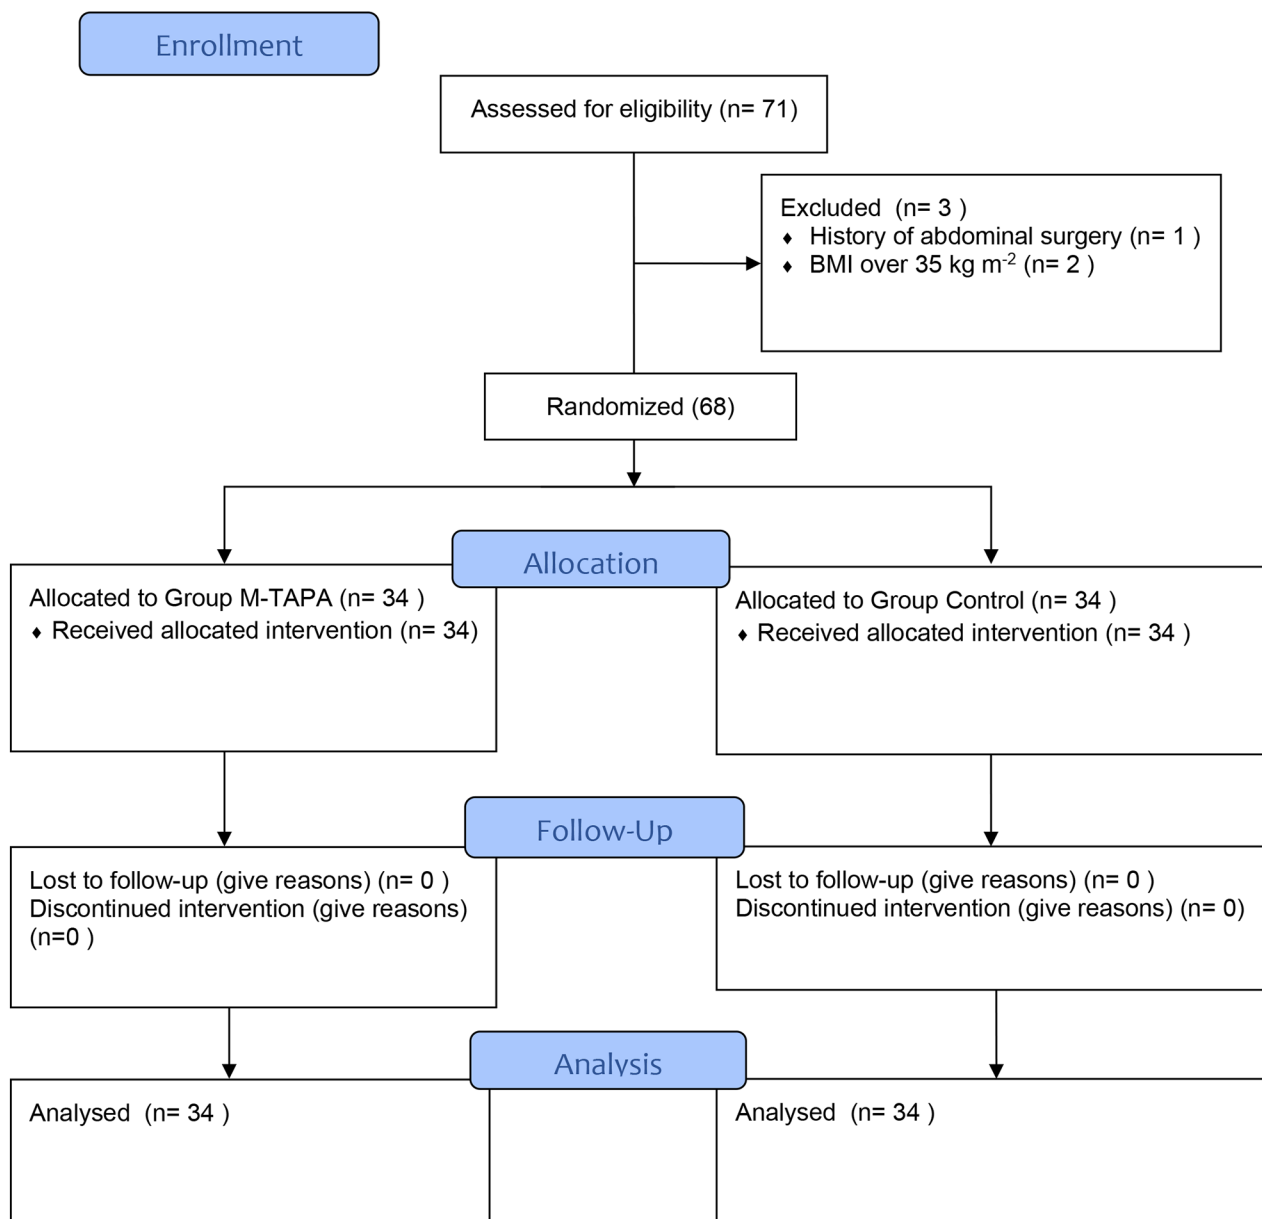 Enrollment
Assessed for eligibility (n= 71)
Excluded  (n= 3 )
♦ History of abdominal surgery (n= 1 )
♦ BMI over 35 kg m⁻² (n= 2 )
Randomized (68)
Allocation
Allocated to Group M-TAPA (n= 34 )
♦ Received allocated intervention (n= 34)
Allocated to Group Control (n= 34 )
♦ Received allocated intervention (n= 34 )
Follow-Up
Lost to follow-up (give reasons) (n= 0 )
Discontinued intervention (give reasons)
(n=0 )
Lost to follow-up (give reasons) (n= 0 )
Discontinued intervention (give reasons) (n= 0)
Analysis
Analysed  (n= 34 )
Analysed  (n= 34 )